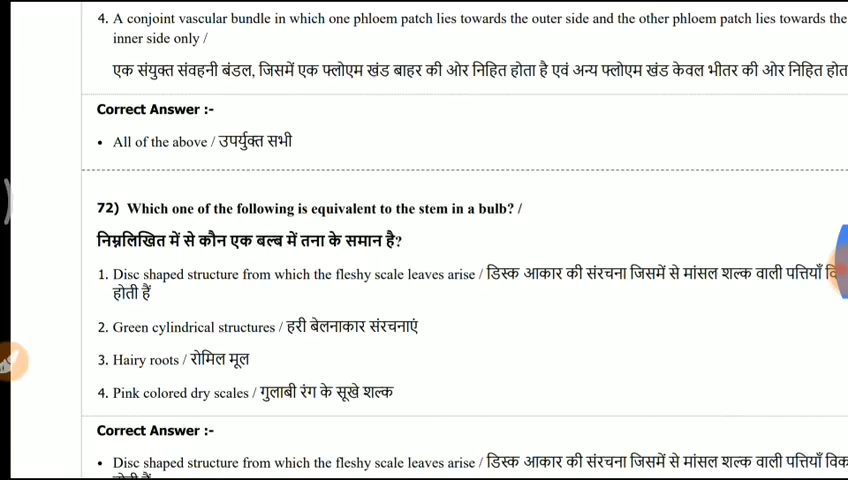 4. A conjoint vascular bundle in which one phloem patch lies towards the outer side and the other phloem patch lies towards the
inner side only /
एक संयुक्त संवहनी बंडल, जिसमें एक फ्लोएम खंड बाहर की ओर निहित होता है एवं अन्य फ्लोएम खंड केवल भीतर की ओर निहित होत
Correct Answer :-
• All of the above / उपर्युक्त सभी
72) Which one of the following is equivalent to the stem in a bulb? /
निम्नलिखित में से कौन एक बल्ब में तना के समान है?
1. Disc shaped structure from which the fleshy scale leaves arise / डिस्क आकार की संरचना जिसमें से मांसल शल्क वाली पत्तियाँ
होती हैं
2. Green cylindrical structures / हरी बेलनाकार संरचनाएं
3. Hairy roots / रोमिल मूल
4. Pink colored dry scales / गुलाबी रंग के सूखे शल्क
Correct Answer :-
• Disc shaped structure from which the fleshy scale leaves arise / डिस्क आकार की संरचना जिसमें से मांसल शल्क वाली पत्तियाँ विक